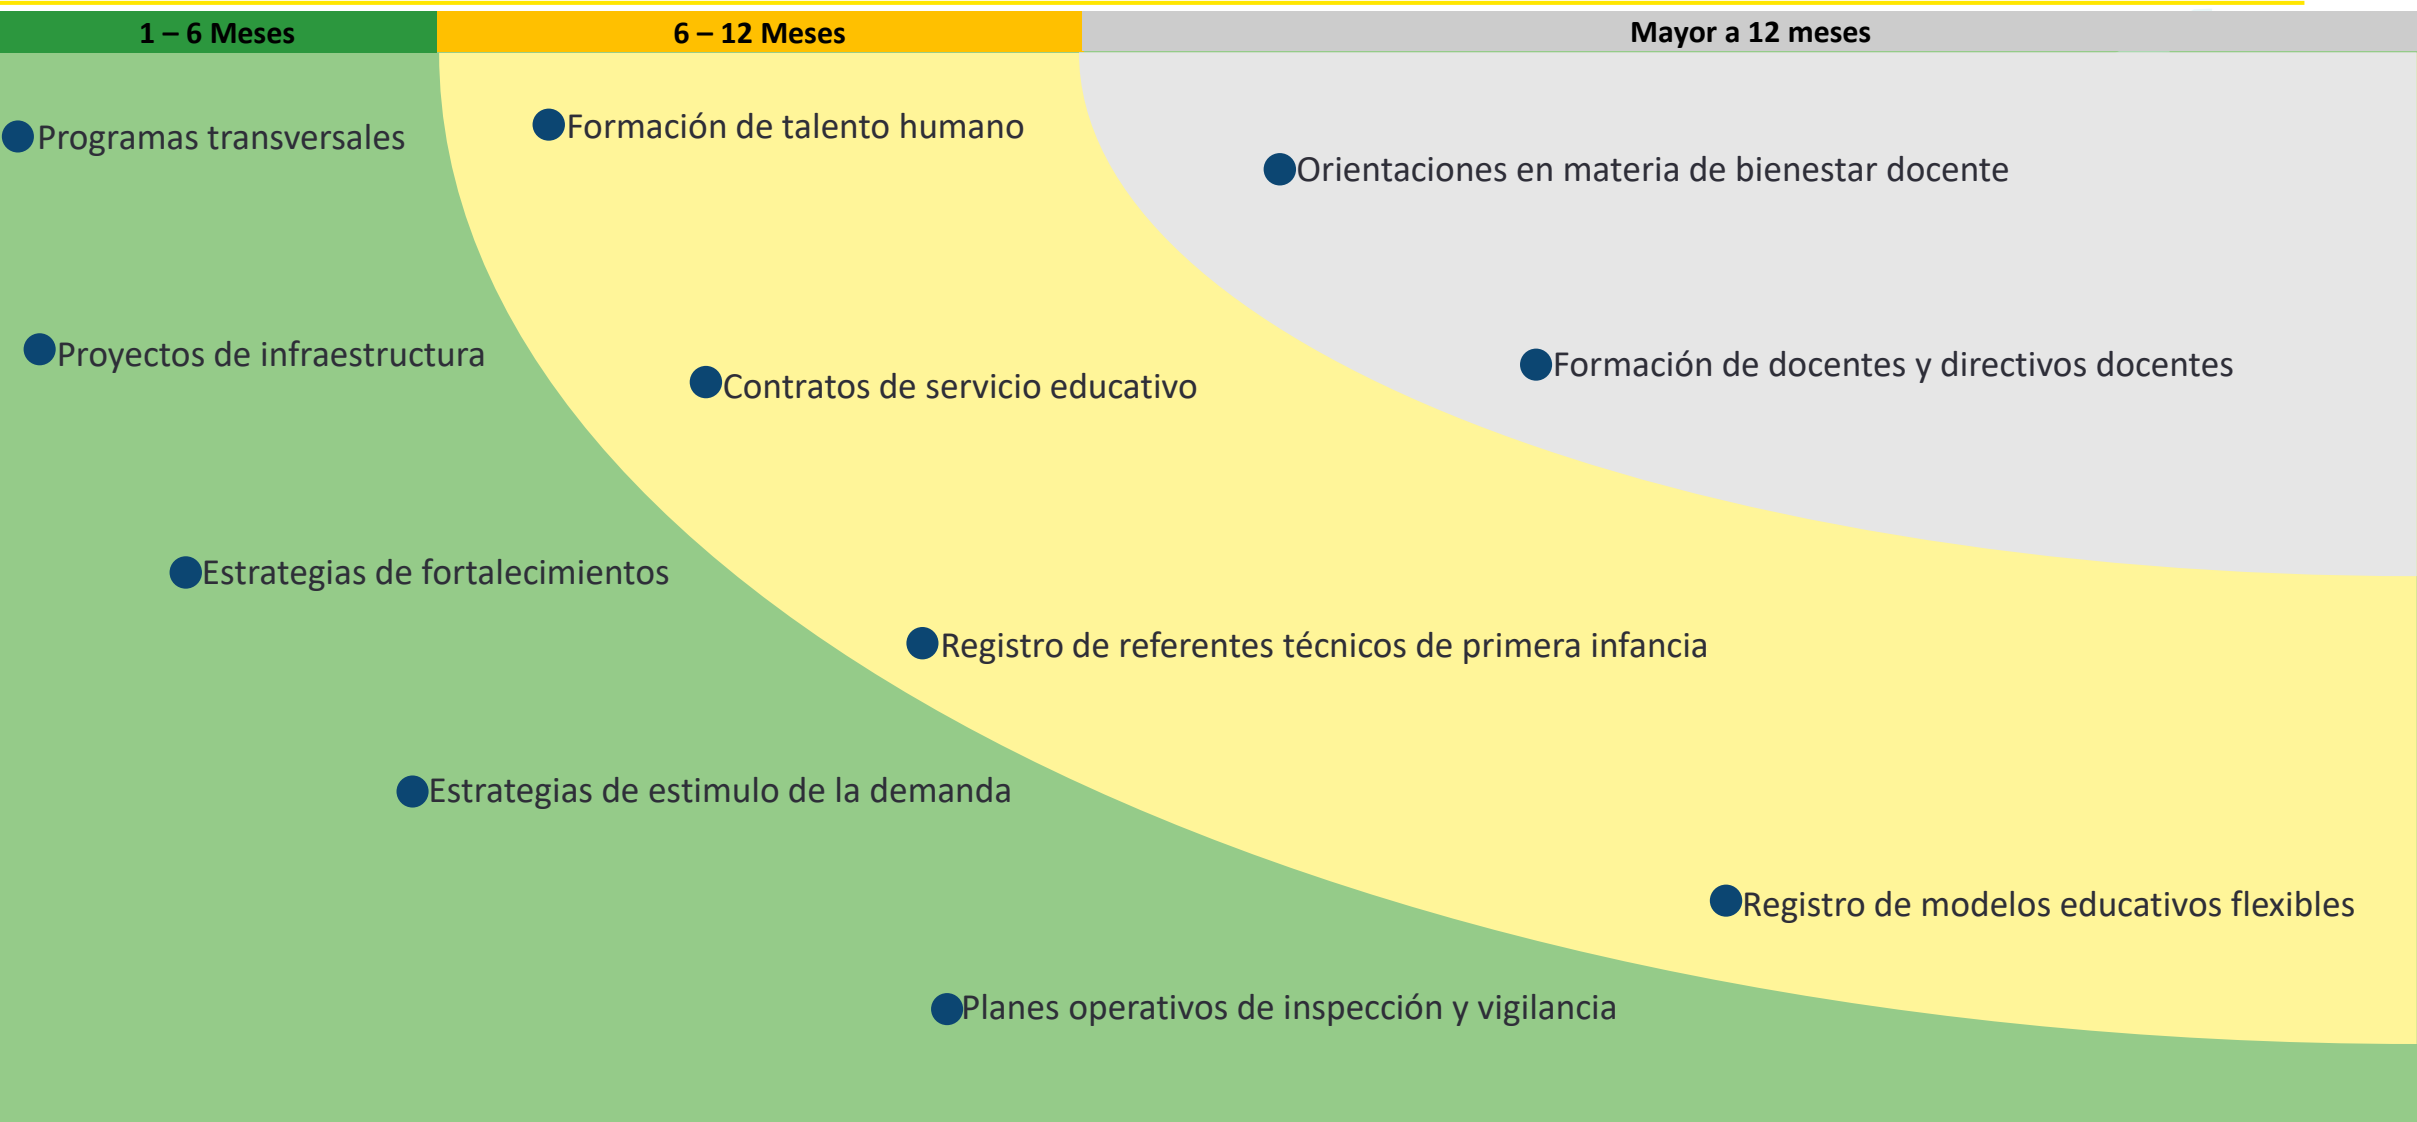 1 – 6 Meses
6 – 12 Meses
Mayor a 12 meses
Programas transversales
Formación de talento humano
Orientaciones en materia de bienestar docente
Proyectos de infraestructura
Contratos de servicio educativo
Formación de docentes y directivos docentes
Estrategias de fortalecimientos
Registro de referentes técnicos de primera infancia
Estrategias de estimulo de la demanda
Registro de modelos educativos flexibles
Planes operativos de inspección y vigilancia